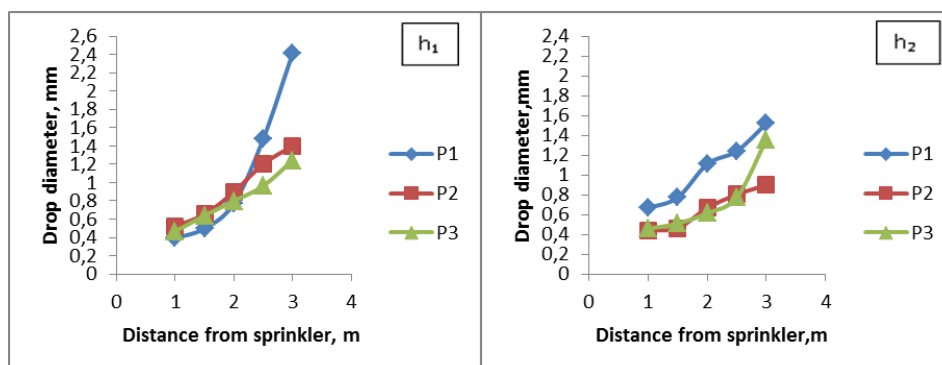 h₁
Drop diameter, mm
2,6
2,4
2,2
2
1,8
1,6
1,4
1,2
1
0,8
0,6
0,4
0,2
0
0 1 2 3 4
Distance from sprinkler, m
P1
P2
P3
h₂
Drop diameter,mm
2,4
2,2
2
1,8
1,6
1,4
1,2
1
0,8
0,6
0,4
0,2
0
0 1 2 3 4
Distance from sprinkler,m
P1
P2
P3